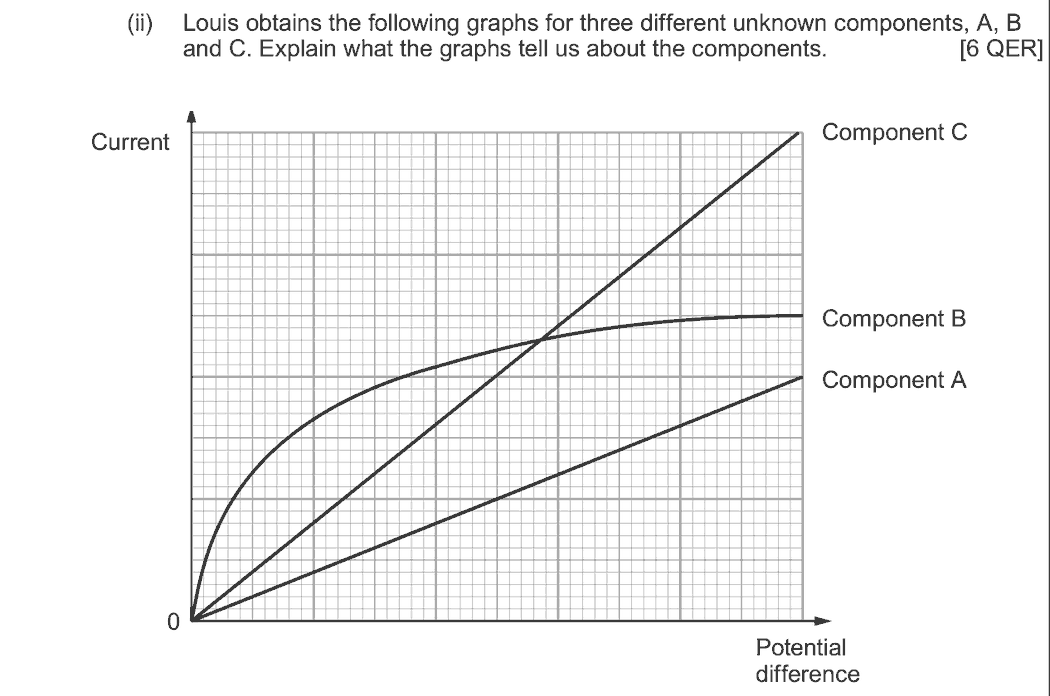 (ii) Louis obtains the following graphs for three different unknown components, A, B
and C. Explain what the graphs tell us about the components. [6 QER]
Current
Component C
Component B
Component A
0
Potential
difference